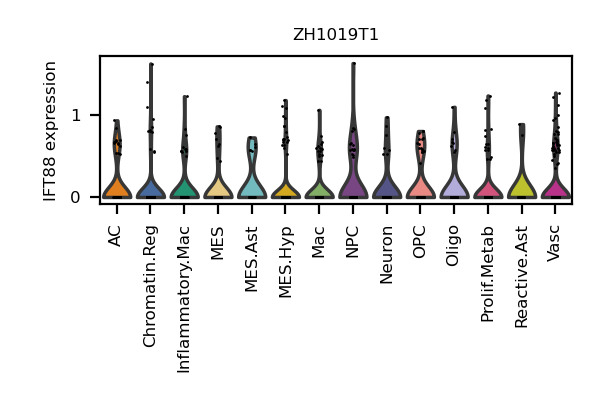 ZH1019T1
IFT88 expression
1
0
AC
Chromatin.Reg
Inflammatory.Mac
MES
MES.Ast
MES.Hyp
Mac
NPC
Neuron
OPC
Oligo
Prolif.Metab
Reactive.Ast
Vasc